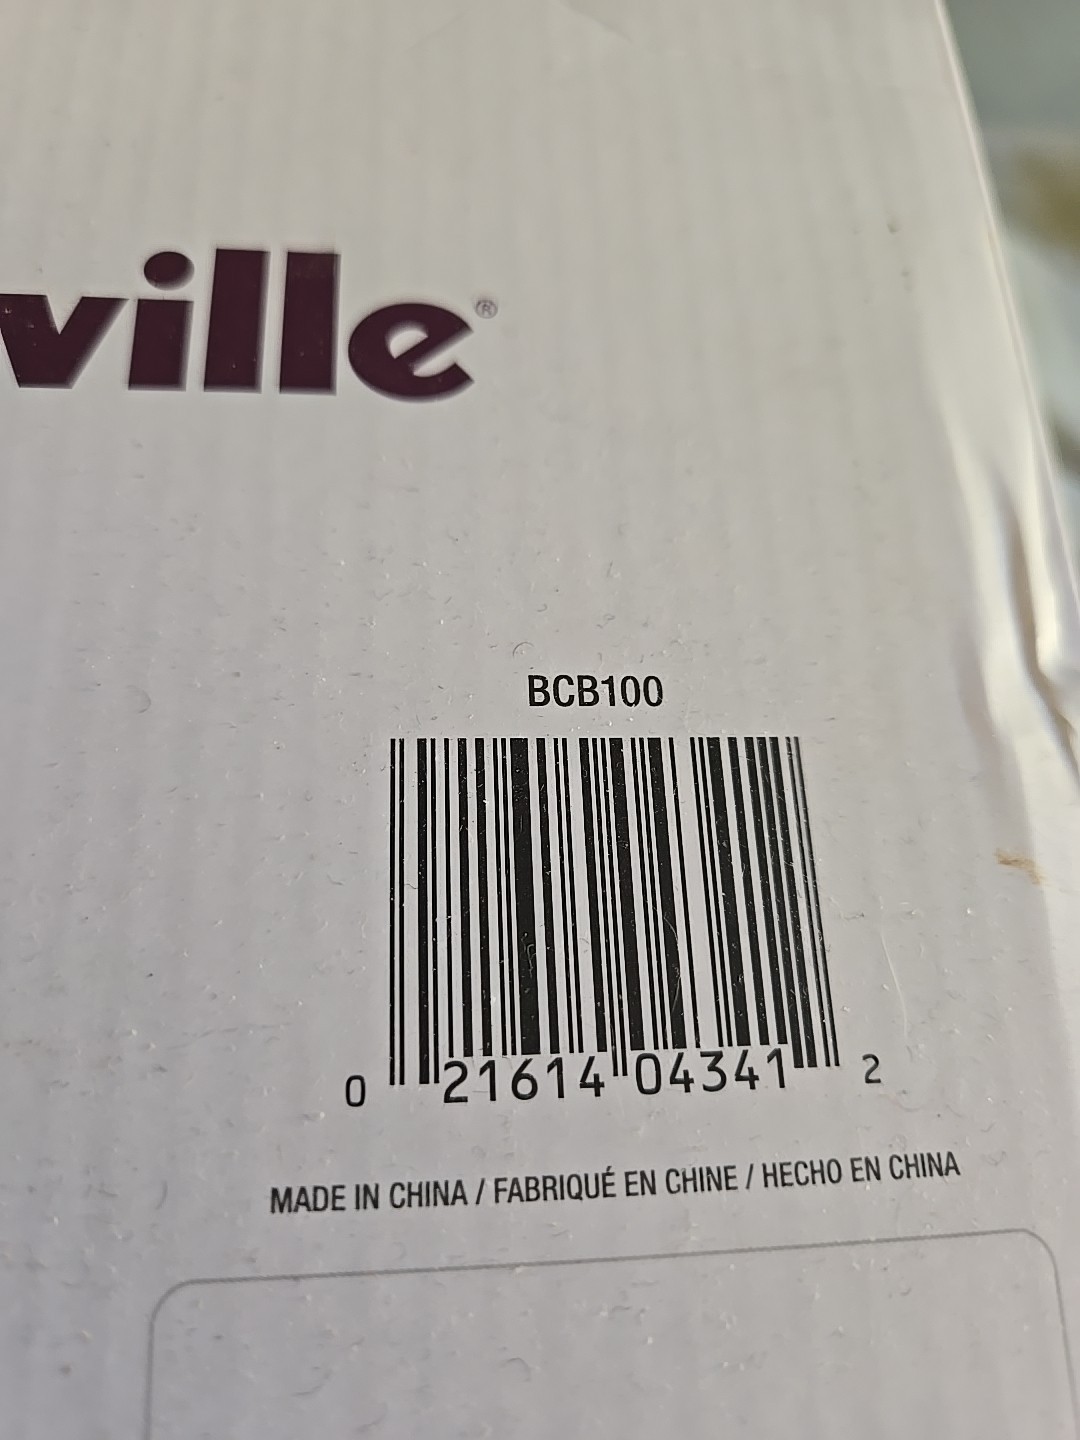 ville®
BCB100
0 21614 04341 2
MADE IN CHINA / FABRIQUÉ EN CHINE / HECHO EN CHINA